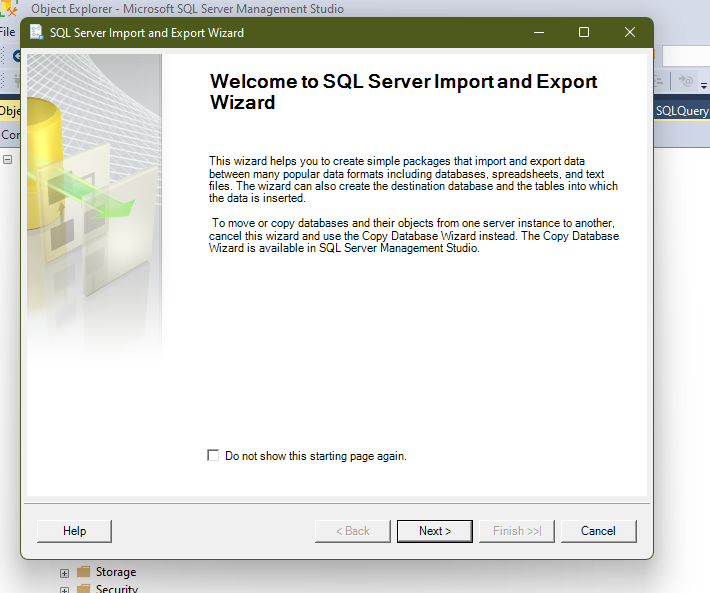 Object Explorer - Microsoft SQL Server Management Studio
File
SQL Server Import and Export Wizard
Welcome to SQL Server Import and Export
Wizard
SQLQuery
This wizard helps you to create simple packages that import and export data
between many popular data formats including databases, spreadsheets, and text
files. The wizard can also create the destination database and the tables into which
the data is inserted.
To move or copy databases and their objects from one server instance to another,
cancel this wizard and use the Copy Database Wizard instead. The Copy Database
Wizard is available in SQL Server Management Studio.
Do not show this starting page again.
Help
< Back
Next >
Finish >>|
Cancel
Storage
Security